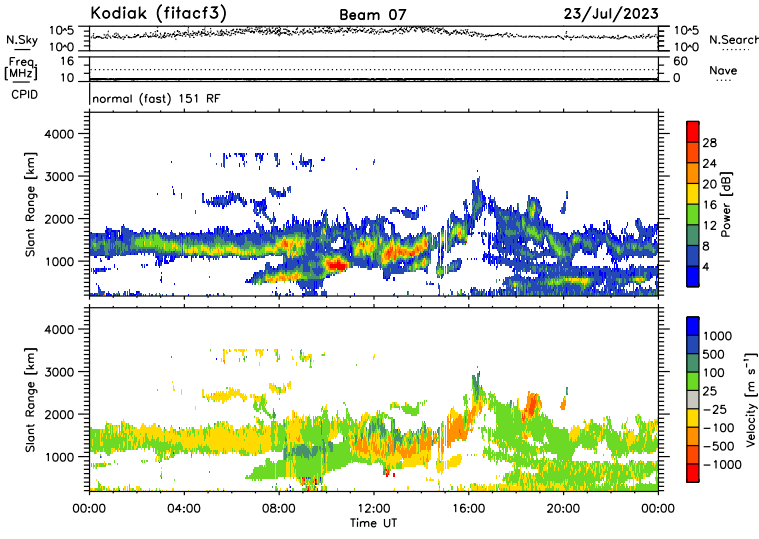 Kodiak (fitacf3) Beam 07 23/Jul/2023
N.Sky 10^5 10^0 10^5 10^0 N.Search
Freq. [MHz] 16 10 60 0 Nave
CPID normal (fast) 151 RF
Slant Range [km]
4000
3000
2000
1000
Power [dB]
28
24
20
16
12
8
4
Slant Range [km]
4000
3000
2000
1000
Velocity [m s⁻¹]
1000
500
100
25
−25
−100
−500
−1000
00:00 04:00 08:00 12:00 16:00 20:00 00:00
Time UT